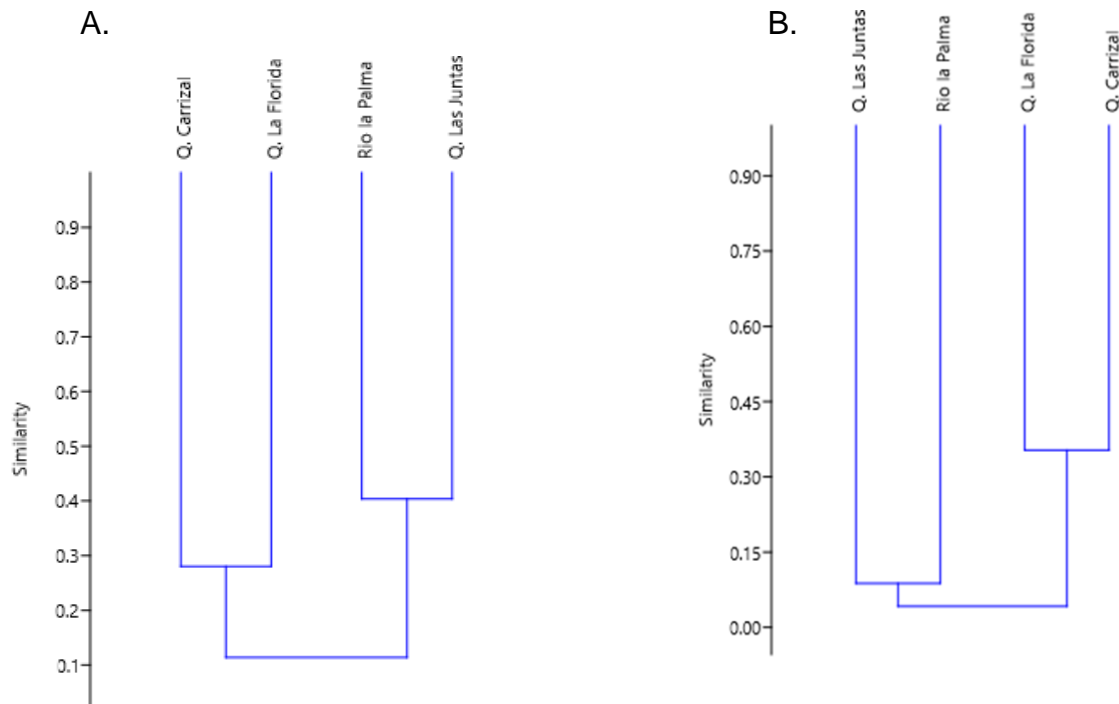 A.
Q. Carrizal
Q. La Florida
Rio la Palma
Q. Las Juntas
0.9
0.8
0.7
0.6
0.5
0.4
0.3
0.2
0.1
Similarity
B.
Q. Las Juntas
Rio la Palma
Q. La Florida
Q. Carrizal
0.90
0.75
0.60
0.45
0.30
0.15
0.00
Similarity